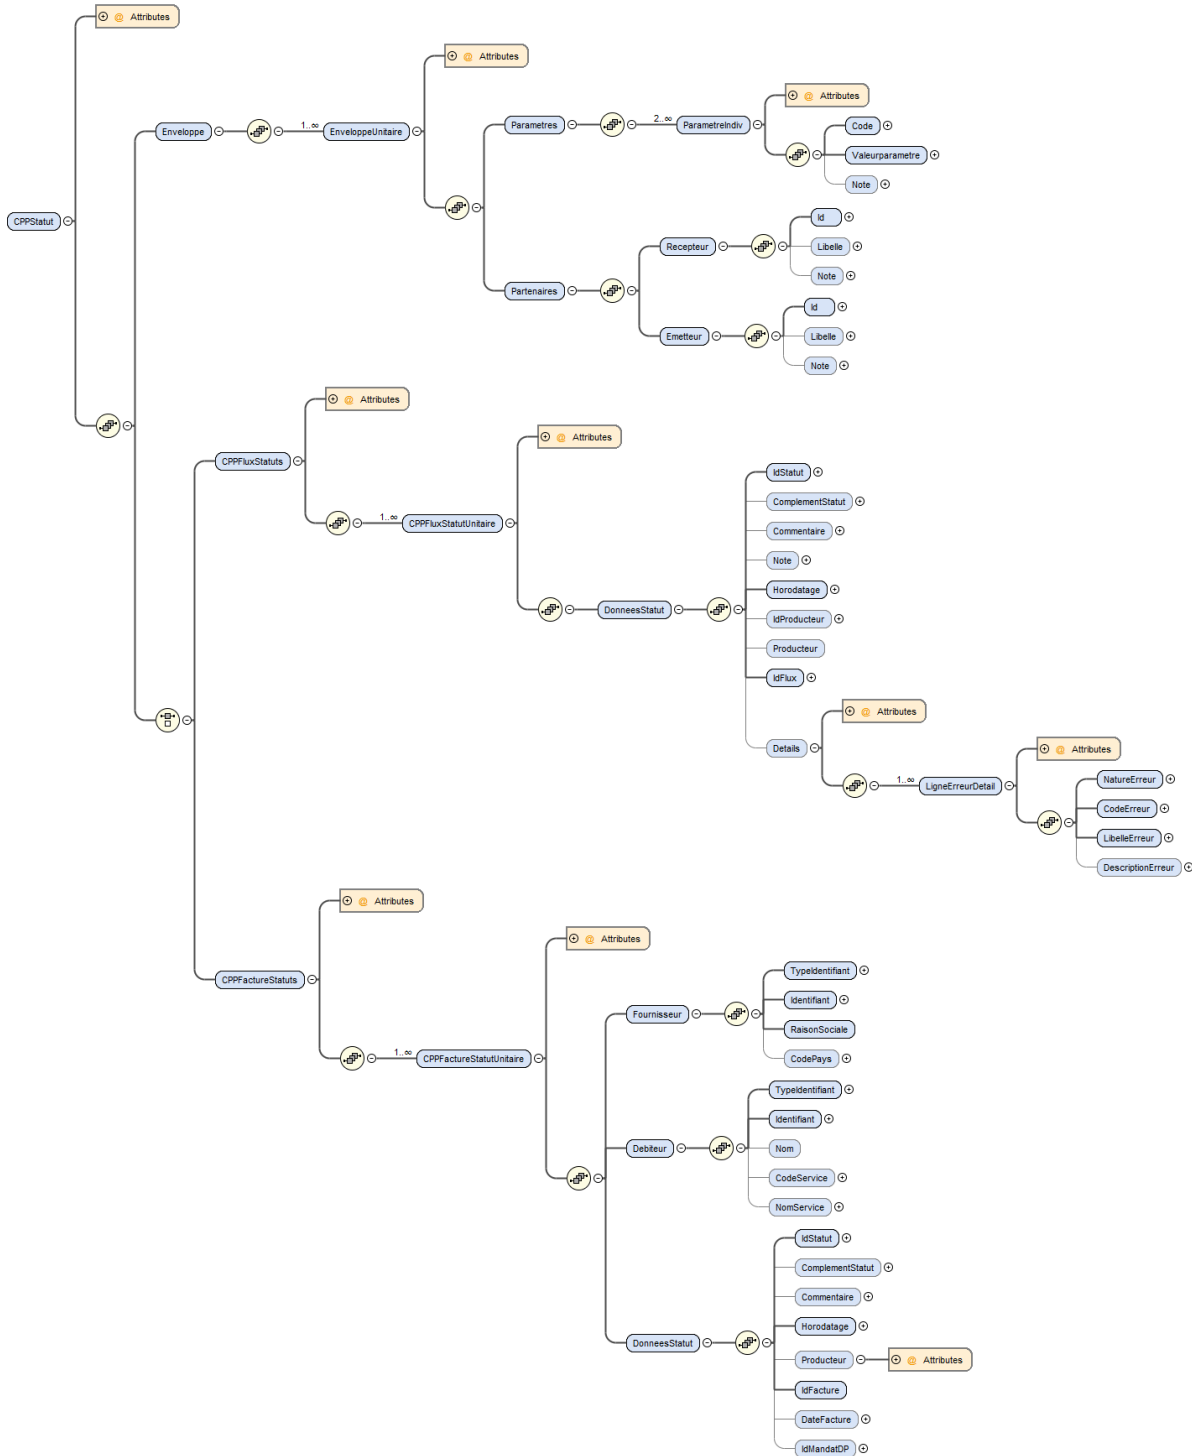 @ Attributes
@ Attributes
@ Attributes
Enveloppe
1..∞
EnveloppeUnitaire
Parametres
2..∞
ParametreIndiv
Code
Valeurparametre
Note
CPPStatut
Recepteur
Id
Libelle
Note
Partenaires
Emetteur
Id
Libelle
Note
@ Attributes
@ Attributes
CPPFluxStatuts
1..∞
CPPFluxStatutUnitaire
IdStatut
ComplementStatut
Commentaire
Note
Horodatage
DonneesStatut
IdProducteur
Producteur
IdFlux
@ Attributes
Details
@ Attributes
1..∞
LigneErreurDetail
NatureErreur
CodeErreur
LibelleErreur
DescriptionErreur
@ Attributes
@ Attributes
CPPFactureStatuts
1..∞
CPPFactureStatutUnitaire
Fournisseur
TypeIdentifiant
Identifiant
RaisonSociale
CodePays
Debiteur
TypeIdentifiant
Identifiant
Nom
CodeService
NomService
DonneesStatut
IdStatut
ComplementStatut
Commentaire
Horodatage
Producteur
@ Attributes
IdFacture
DateFacture
IdMandatDP